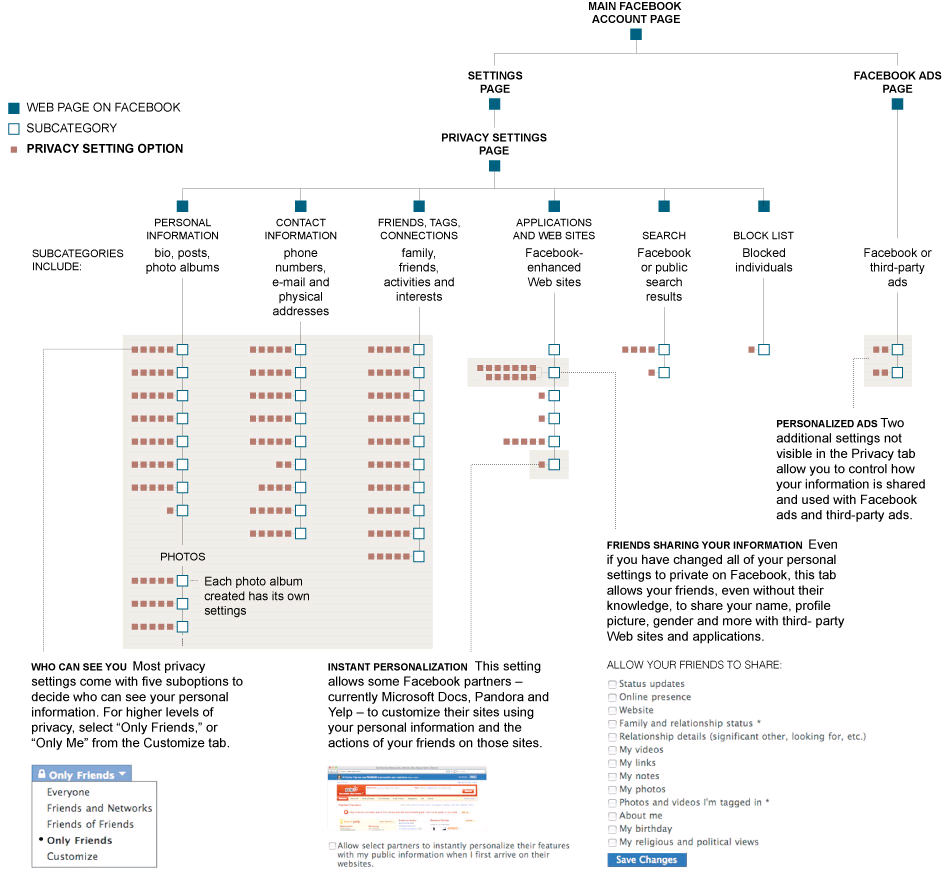 MAIN FACEBOOK
ACCOUNT PAGE
SETTINGS
PAGE
FACEBOOK ADS
PAGE
WEB PAGE ON FACEBOOK
SUBCATEGORY
PRIVACY SETTING OPTION
PRIVACY SETTINGS
PAGE
SUBCATEGORIES
INCLUDE:
PERSONAL
INFORMATION
bio, posts,
photo albums
CONTACT
INFORMATION
phone
numbers,
e-mail and
physical
addresses
FRIENDS, TAGS,
CONNECTIONS
family,
friends,
activities and
interests
APPLICATIONS
AND WEB SITES
Facebook-
enhanced
Web sites
SEARCH
Facebook
or public
search
results
BLOCK LIST
Blocked
individuals
Facebook or
third-party
ads
PERSONALIZED ADS Two
additional settings not
visible in the Privacy tab
allow you to control how
your information is shared
and used with Facebook
ads and third-party ads.
PHOTOS
Each photo album
created has its own
settings
FRIENDS SHARING YOUR INFORMATION Even
if you have changed all of your personal
settings to private on Facebook, this tab
allows your friends, even without their
knowledge, to share your name, profile
picture, gender and more with third- party
Web sites and applications.
WHO CAN SEE YOU Most privacy
settings come with five suboptions to
decide who can see your personal
information. For higher levels of
privacy, select “Only Friends,” or
“Only Me” from the Customize tab.
Only Friends
Everyone
Friends and Networks
Friends of Friends
• Only Friends
Customize
INSTANT PERSONALIZATION This setting
allows some Facebook partners –
currently Microsoft Docs, Pandora and
Yelp – to customize their sites using
your personal information and the
actions of your friends on those sites.
Allow select partners to instantly personalize their features
with my public information when I first arrive on their
websites.
ALLOW YOUR FRIENDS TO SHARE:
Status updates
Online presence
Website
Family and relationship status *
Relationship details (significant other, looking for, etc.)
My videos
My links
My notes
My photos
Photos and videos I'm tagged in *
About me
My birthday
My religious and political views
Save Changes